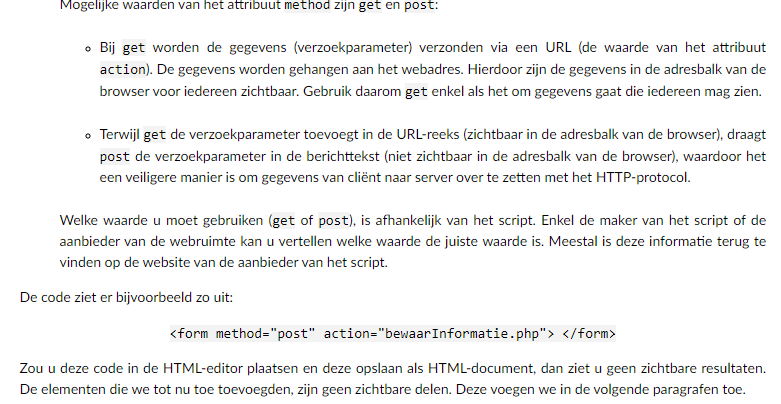 Mogelijke waarden van het attribuut method zijn get en post:
Bij get worden de gegevens (verzoekparameter) verzonden via een URL (de waarde van het attribuut
action). De gegevens worden gehangen aan het webadres. Hierdoor zijn de gegevens in de adresbalk van de
browser voor iedereen zichtbaar. Gebruik daarom get enkel als het om gegevens gaat die iedereen mag zien.
Terwijl get de verzoekparameter toevoegt in de URL-reeks (zichtbaar in de adresbalk van de browser), draagt
post de verzoekparameter in de berichttekst (niet zichtbaar in de adresbalk van de browser), waardoor het
een veiligere manier is om gegevens van cliënt naar server over te zetten met het HTTP-protocol.
Welke waarde u moet gebruiken (get of post), is afhankelijk van het script. Enkel de maker van het script of de
aanbieder van de webruimte kan u vertellen welke waarde de juiste waarde is. Meestal is deze informatie terug te
vinden op de website van de aanbieder van het script.
De code ziet er bijvoorbeeld zo uit:
<form method="post" action="bewaarInformatie.php"> </form>
Zou u deze code in de HTML-editor plaatsen en deze opslaan als HTML-document, dan ziet u geen zichtbare resultaten.
De elementen die we tot nu toe toevoegden, zijn geen zichtbare delen. Deze voegen we in de volgende paragrafen toe.